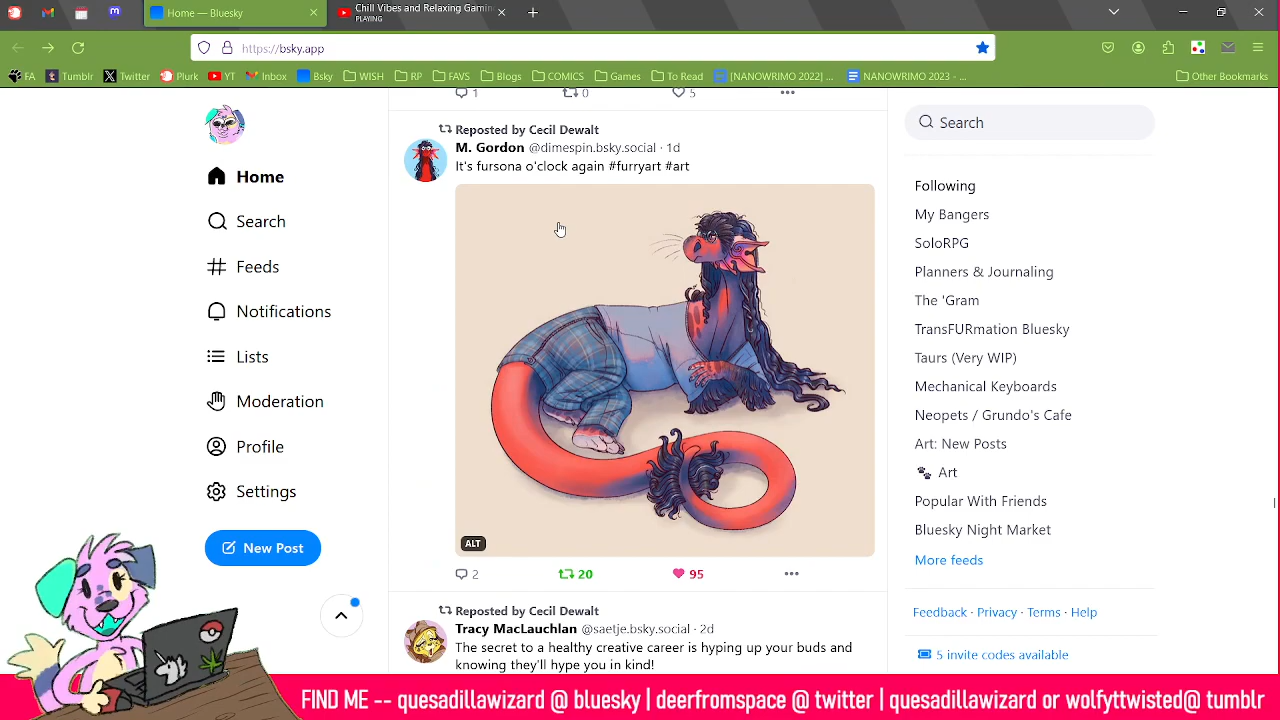 Home — Bluesky
Chill Vibes and Relaxing Gamin
PLAYING
https://bsky.app
FA
Tumblr
Twitter
Plurk
YT
Inbox
Bsky
WISH
RP
FAVS
Blogs
COMICS
Games
To Read
[NANOWRIMO 2022] ...
NANOWRIMO 2023 - ...
Other Bookmarks
1
0
5
Home
Search
Feeds
Notifications
Lists
Moderation
Profile
Settings
New Post
Reposted by Cecil Dewalt
M. Gordon @dimespin.bsky.social · 1d
It's fursona o'clock again #furryart #art
ALT
2
20
95
Reposted by Cecil Dewalt
Tracy MacLauchlan @saetje.bsky.social · 2d
The secret to a healthy creative career is hyping up your buds and
knowing they'll hype you in kind!
Search
Following
My Bangers
SoloRPG
Planners & Journaling
The 'Gram
TransFURmation Bluesky
Taurs (Very WIP)
Mechanical Keyboards
Neopets / Grundo's Cafe
Art: New Posts
🐾 Art
Popular With Friends
Bluesky Night Market
More feeds
Feedback · Privacy · Terms · Help
5 invite codes available
FIND ME -- quesadillawizard @ bluesky | deerfromspace @ twitter | quesadillawizard or wolfyttwisted@ tumblr